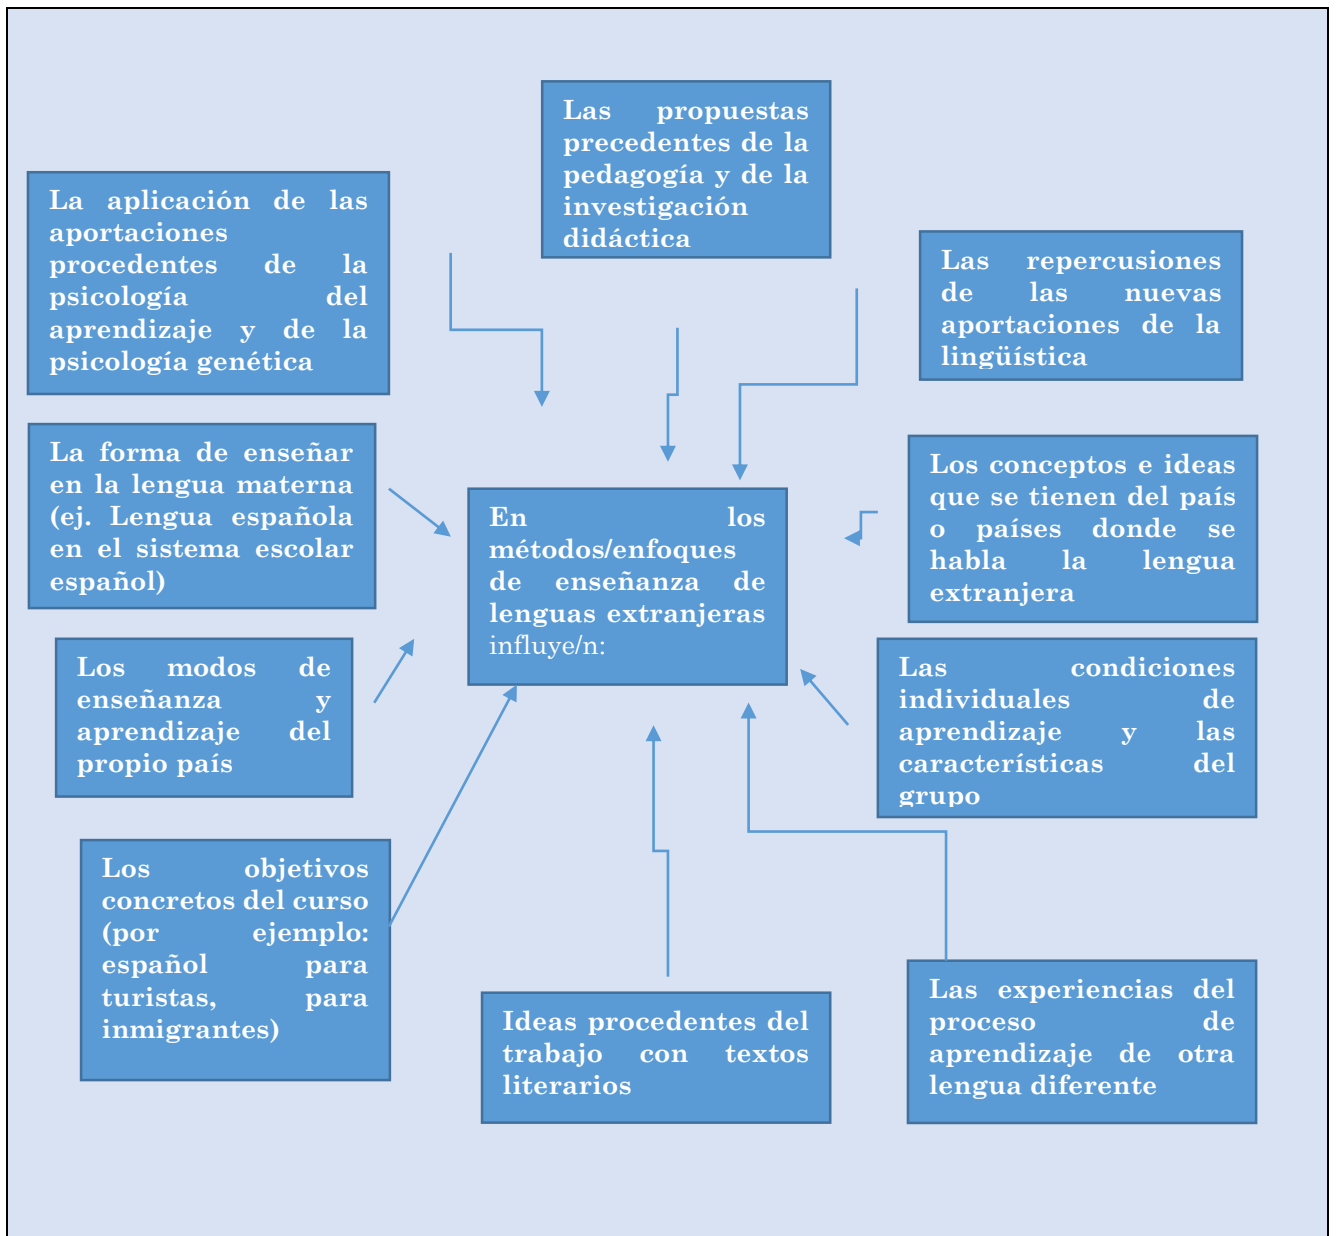 Las propuestas
precedentes de la
pedagogía y de la
investigación
didáctica
La aplicación de las
aportaciones
procedentes de la
psicología del
aprendizaje y de la
psicología genética
Las repercusiones
de las nuevas
aportaciones de la
lingüística
La forma de enseñar
en la lengua materna
(ej. Lengua española
en el sistema escolar
español)
Los conceptos e ideas
que se tienen del país
o países donde se
habla la lengua
extranjera
En los
métodos/enfoques
de enseñanza de
lenguas extranjeras
influye/n:
Los modos de
enseñanza y
aprendizaje del
propio país
Las condiciones
individuales de
aprendizaje y las
características del
grupo
Los objetivos
concretos del curso
(por ejemplo:
español para
turistas, para
inmigrantes)
Ideas procedentes del
trabajo con textos
literarios
Las experiencias del
proceso de
aprendizaje de otra
lengua diferente